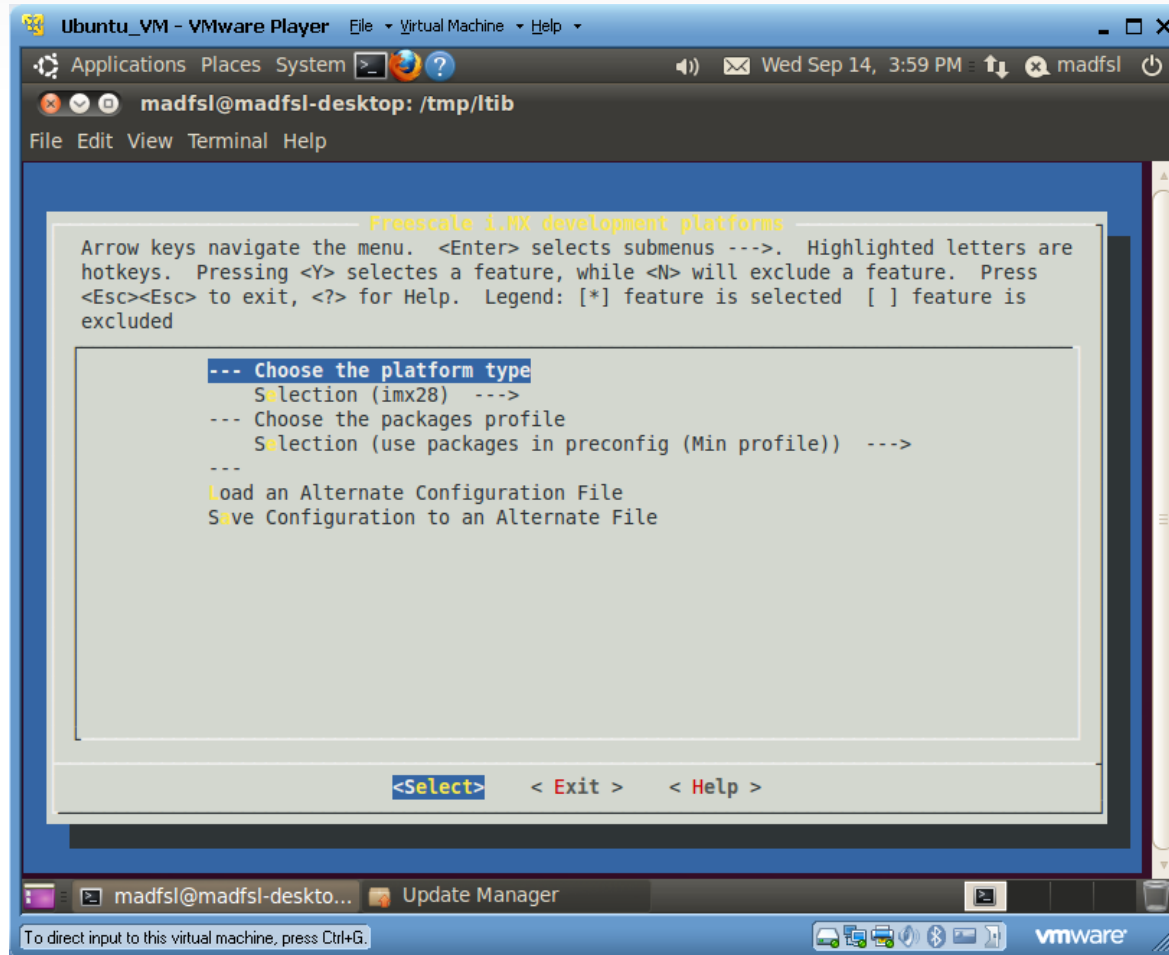 Ubuntu_VM - VMware Player File Virtual Machine Help
Applications Places System Wed Sep 14, 3:59 PM madfsl
madfsl@madfsl-desktop: /tmp/ltib
File Edit View Terminal Help
Freescale i.MX development platforms
Arrow keys navigate the menu. <Enter> selects submenus --->. Highlighted letters are
hotkeys. Pressing <Y> selectes a feature, while <N> will exclude a feature. Press
<Esc><Esc> to exit, <?> for Help. Legend: [*] feature is selected [ ] feature is
excluded
--- Choose the platform type
Selection (imx28) --->
--- Choose the packages profile
Selection (use packages in preconfig (Min profile)) --->
---
Load an Alternate Configuration File
Save Configuration to an Alternate File
<Select> < Exit > < Help >
madfsl@madfsl-deskto... Update Manager
To direct input to this virtual machine, press Ctrl+G. vmware